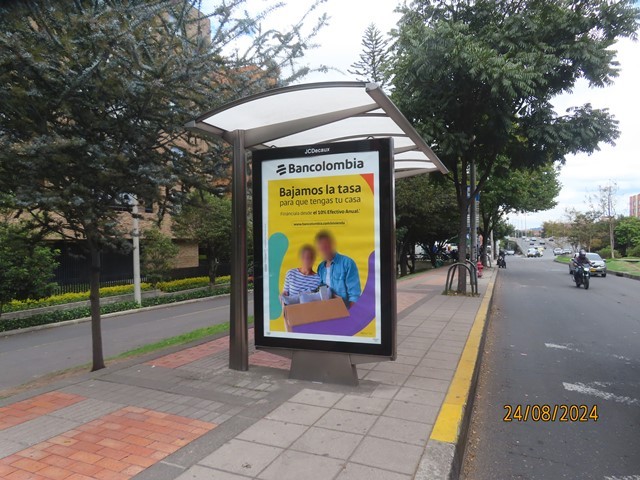 JCDecaux
Bancolombia
Bajamos la tasa
para que tengas tu casa
24/08/2024